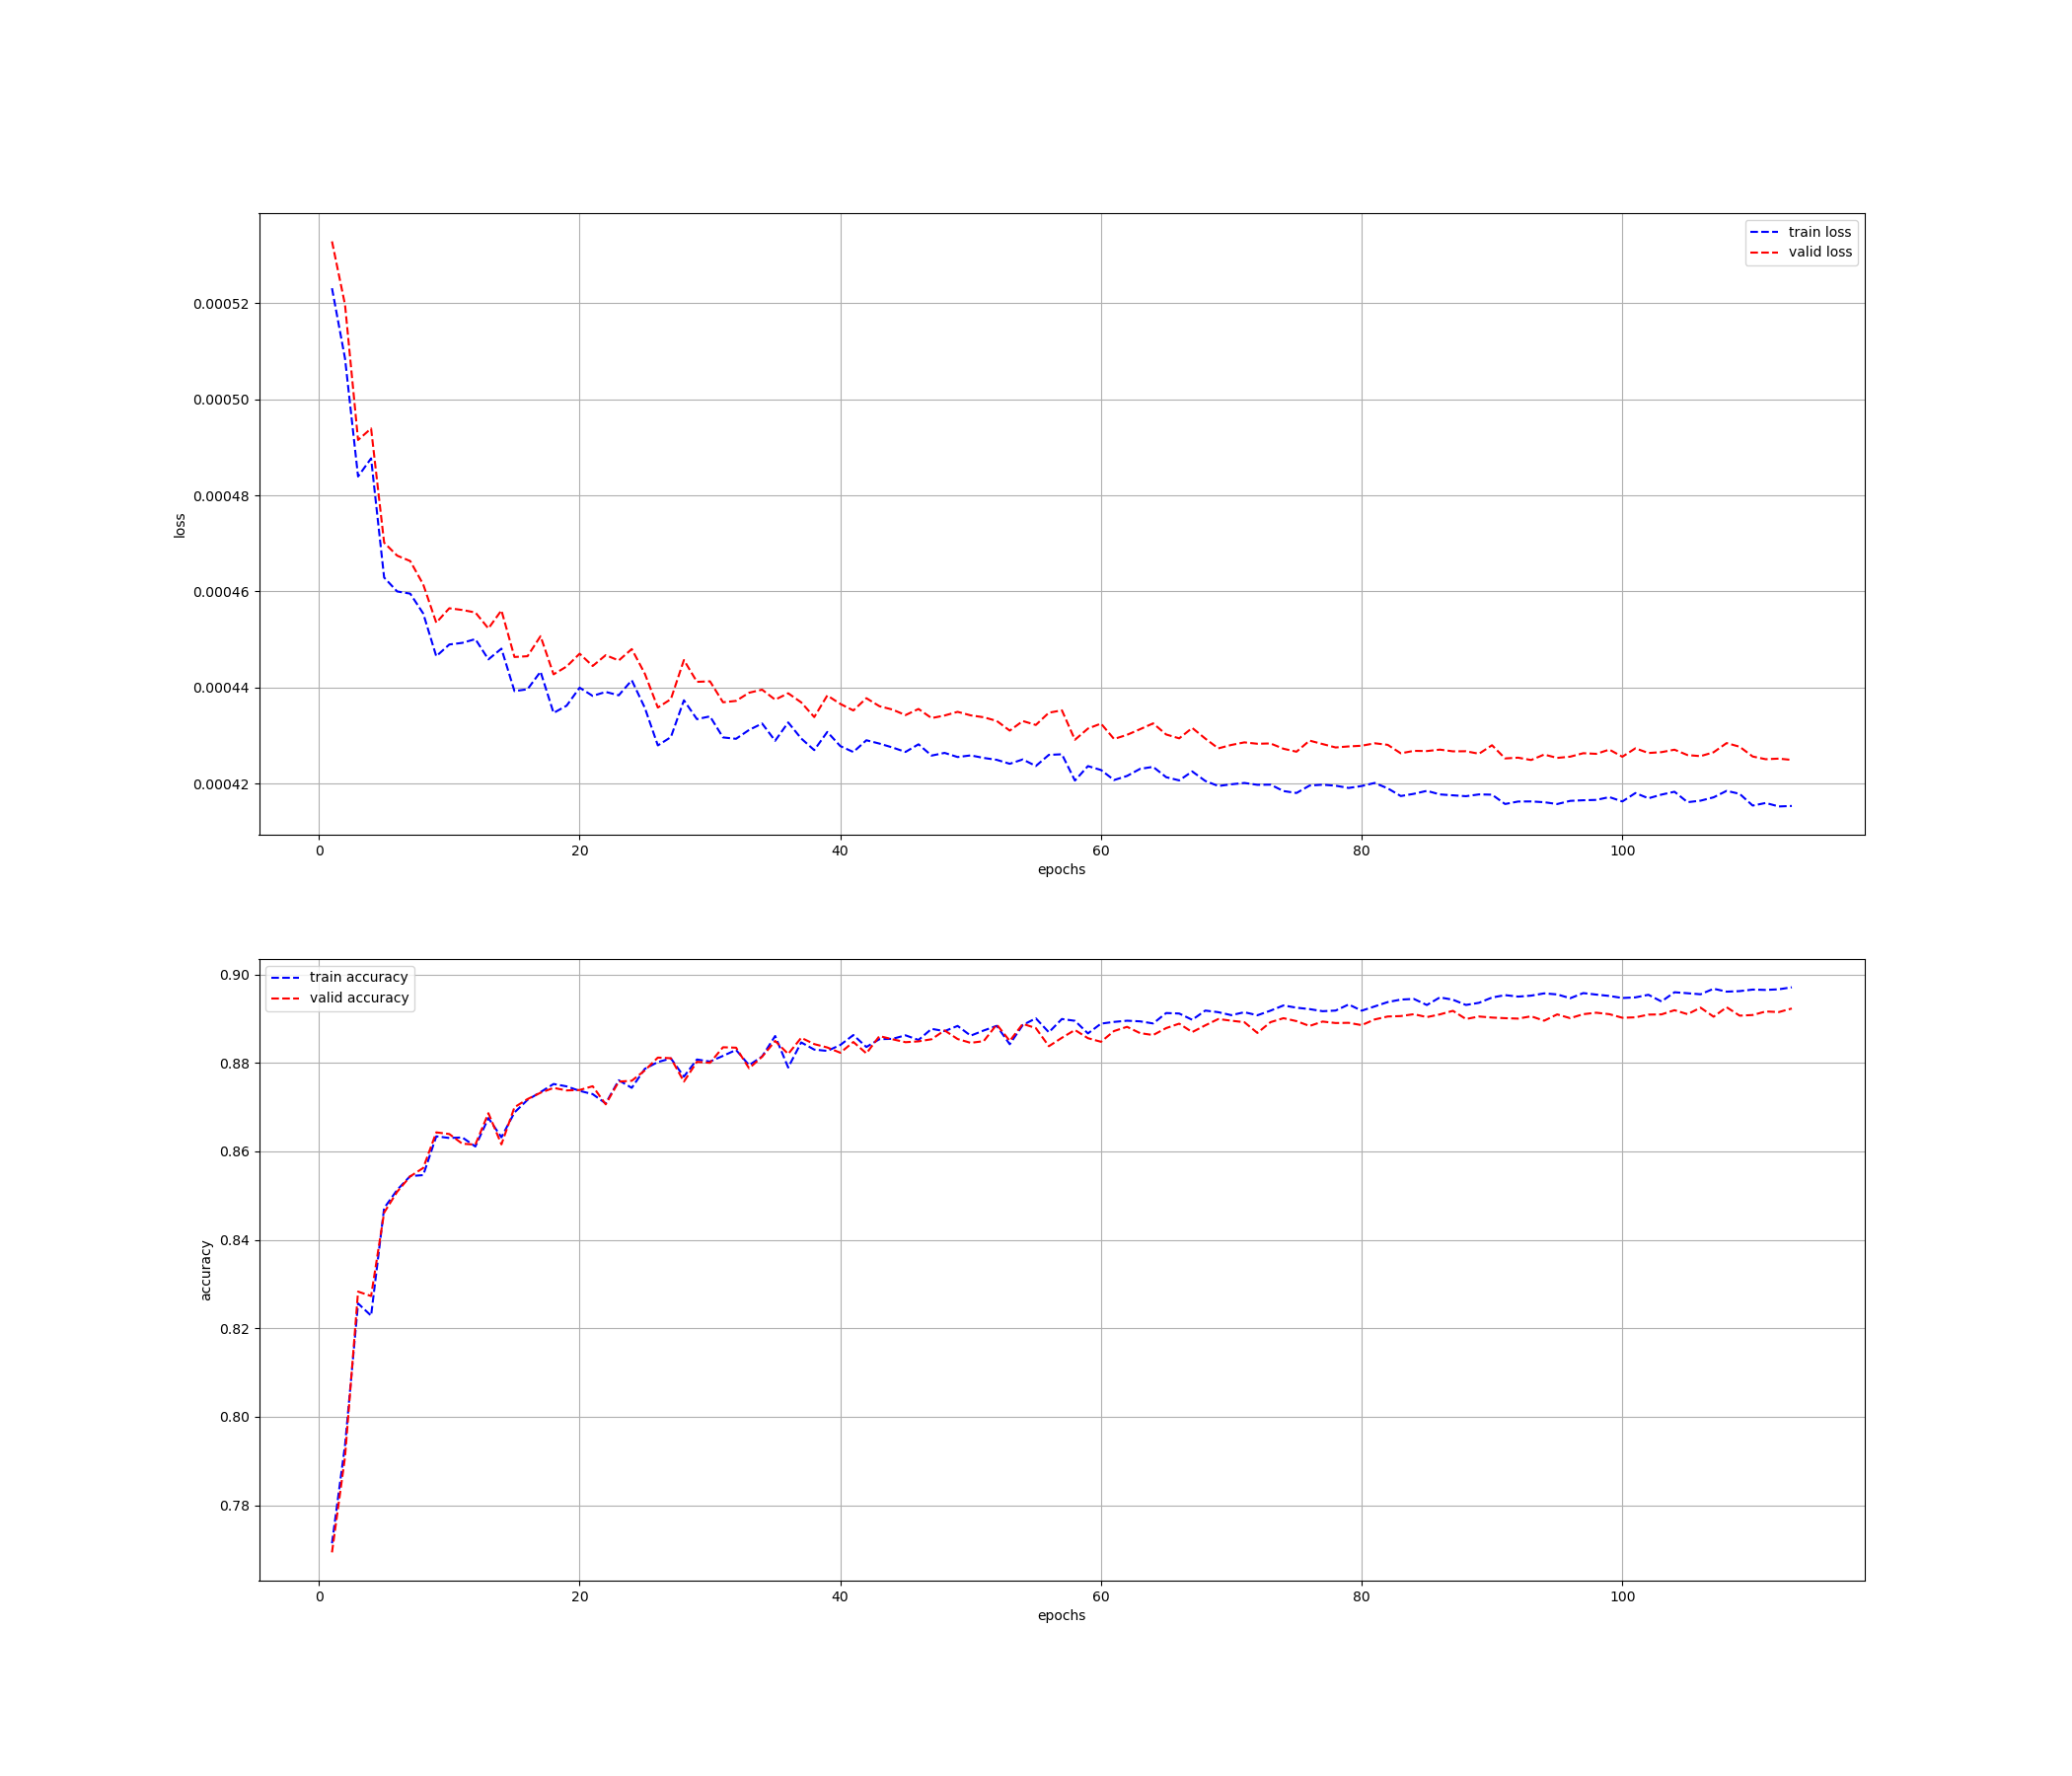 train loss
valid loss
0.00052
0.00050
0.00048
0.00046
0.00044
0.00042
loss
0 20 40 60 80 100
epochs
train accuracy
valid accuracy
0.90
0.88
0.86
0.84
0.82
0.80
0.78
accuracy
0 20 40 60 80 100
epochs